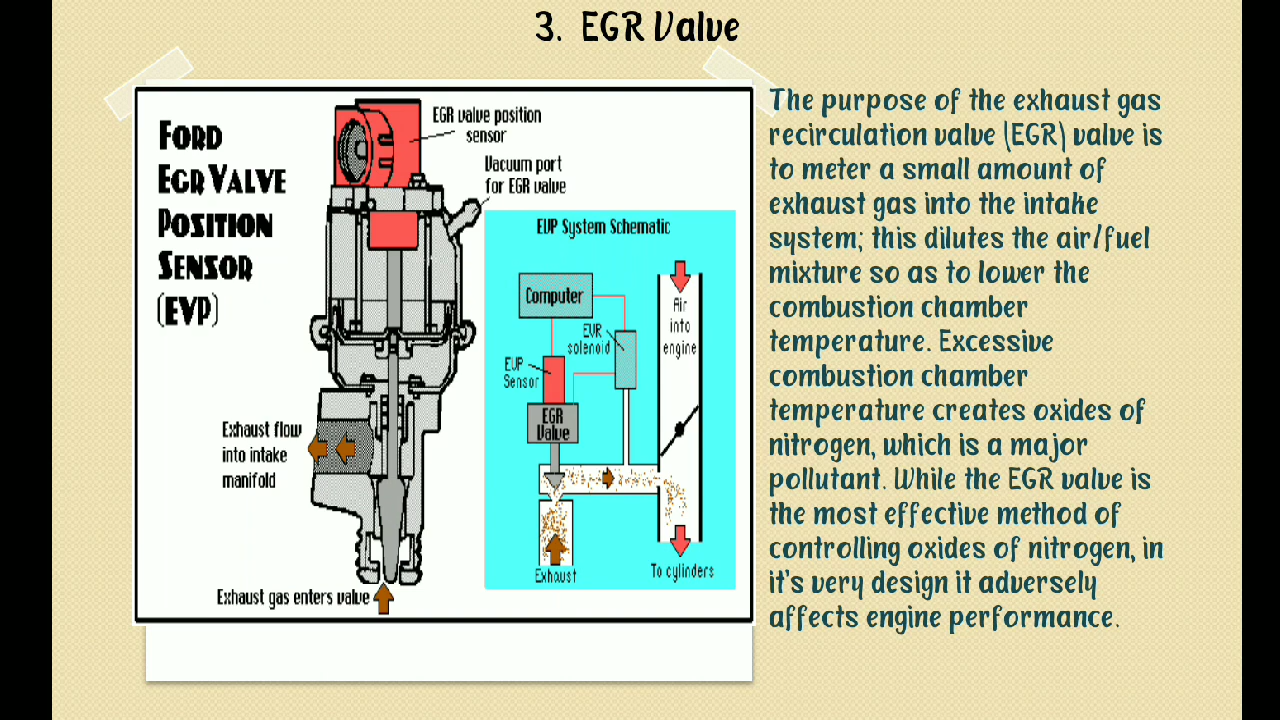 3. EGR Valve
FORD
EGR VALVE
POSITION
SENSOR
(EVP)
EGR valve position
sensor
Vacuum port
for EGR valve
Exhaust flow
into intake
manifold
Exhaust gas enters valve
EVP System Schematic
Computer
EVR
solenoid
Air
into
engine
EVP
Sensor
EGR
Valve
Exhaust
To cylinders
The purpose of the exhaust gas
recirculation valve (EGR) valve is
to meter a small amount of
exhaust gas into the intake
system; this dilutes the air/fuel
mixture so as to lower the
combustion chamber
temperature. Excessive
combustion chamber
temperature creates oxides of
nitrogen, which is a major
pollutant. While the EGR valve is
the most effective method of
controlling oxides of nitrogen, in
it's very design it adversely
affects engine performance.